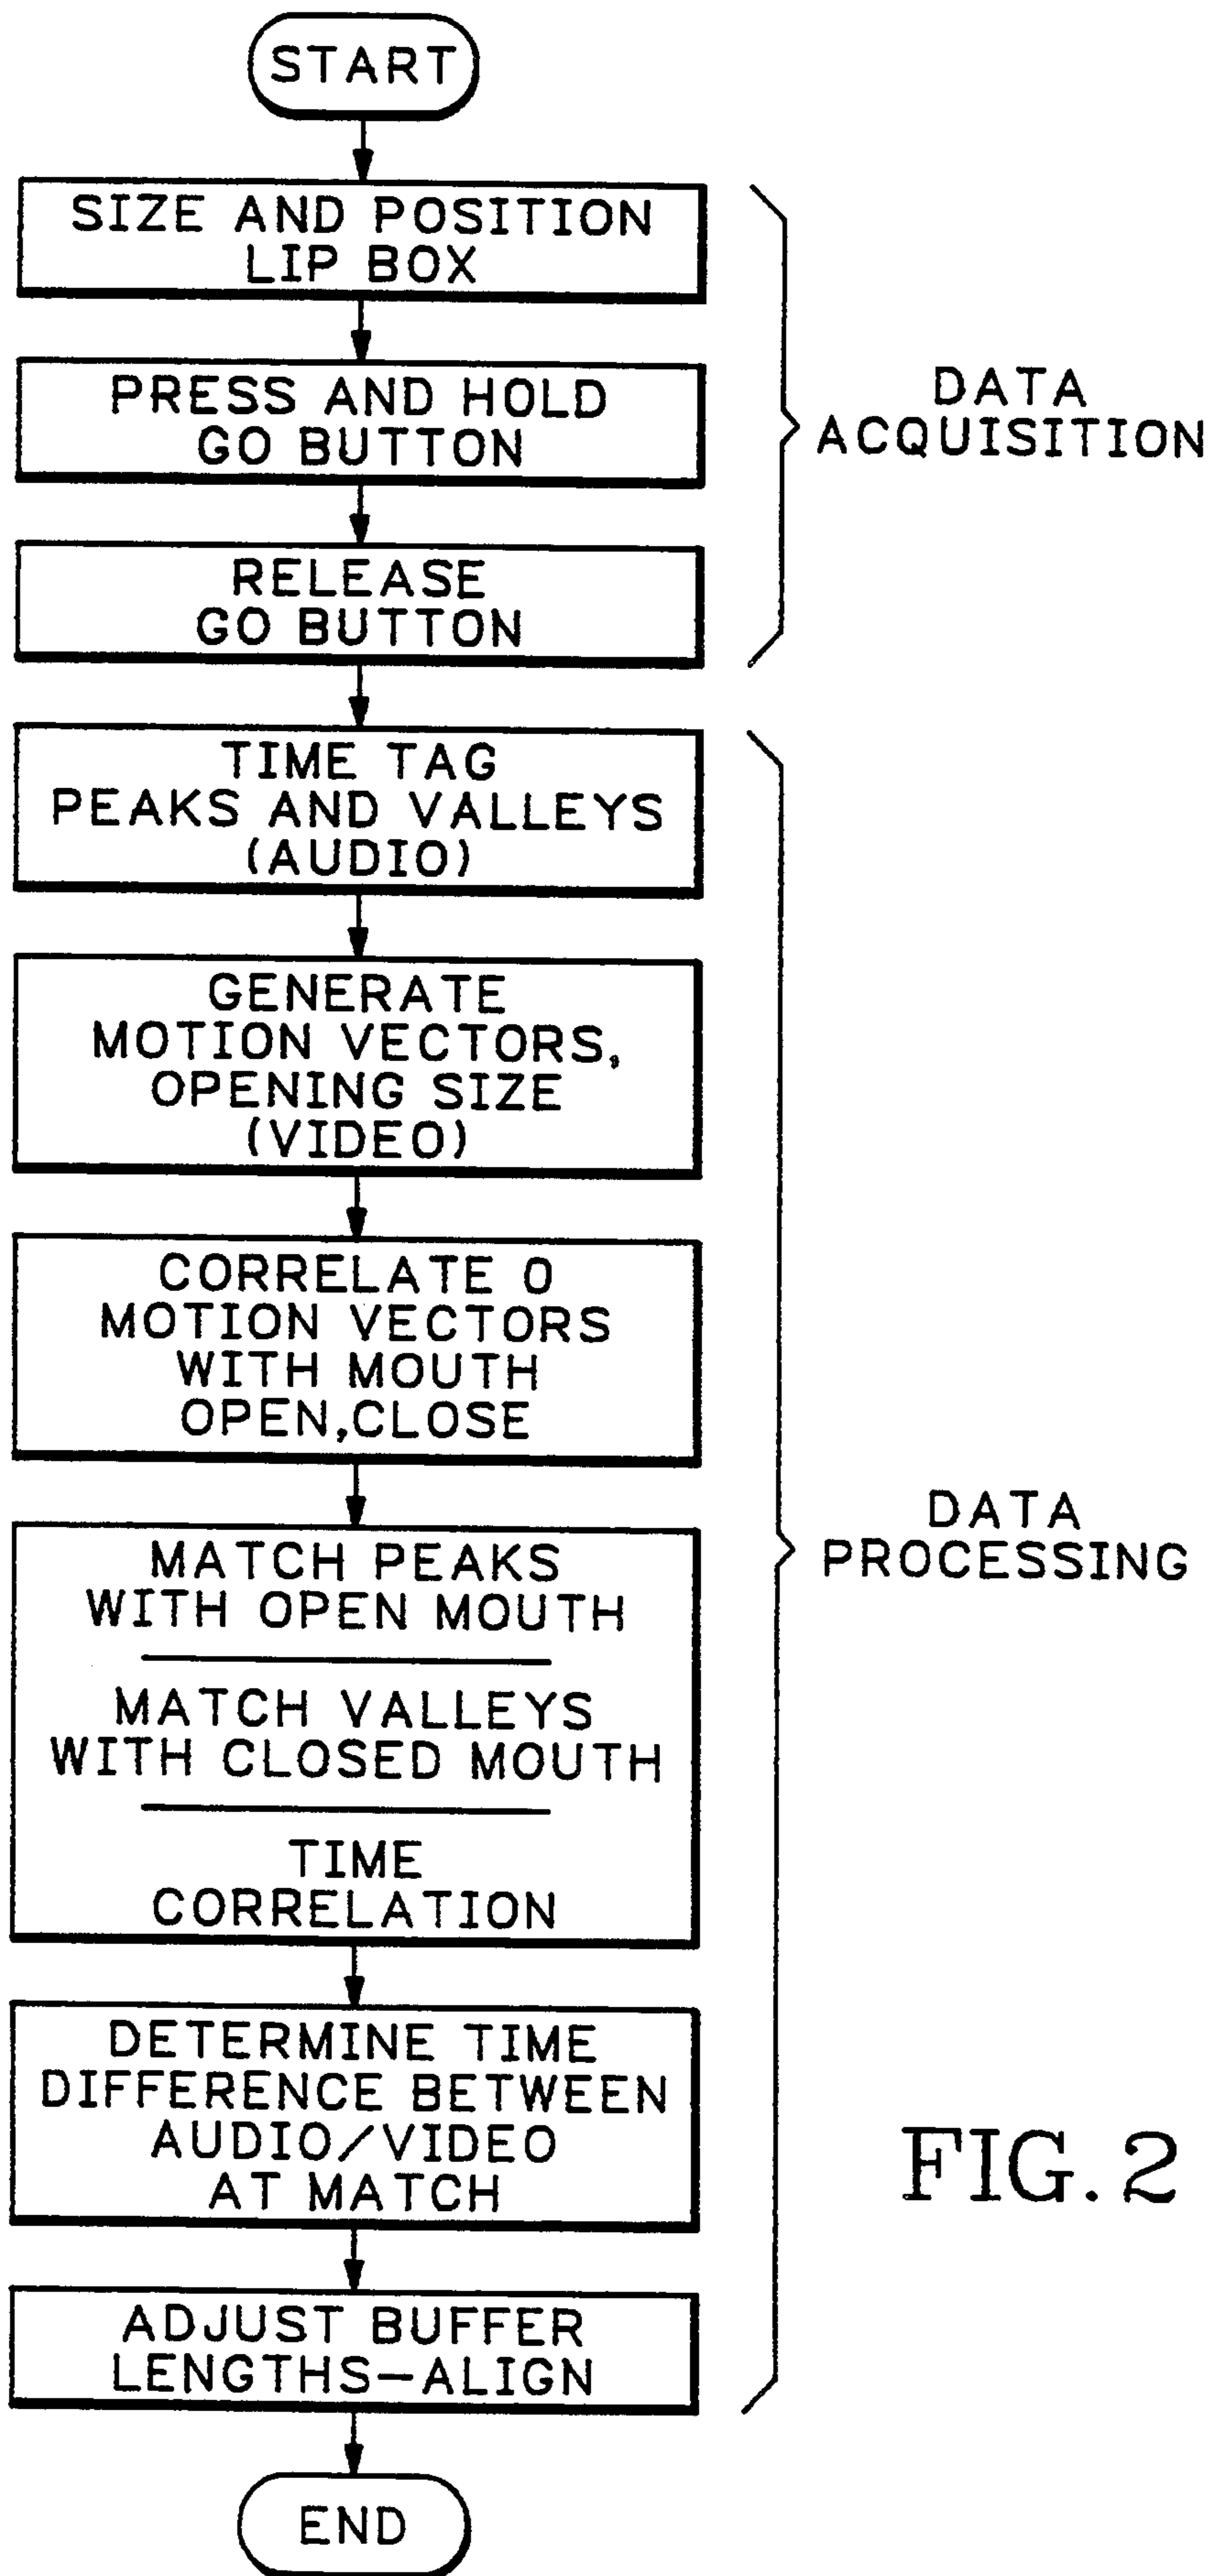 START
SIZE AND POSITION
LIP BOX
PRESS AND HOLD
GO BUTTON
RELEASE
GO BUTTON
DATA
ACQUISITION
TIME TAG
PEAKS AND VALLEYS
(AUDIO)
GENERATE
MOTION VECTORS,
OPENING SIZE
(VIDEO)
CORRELATE 0
MOTION VECTORS
WITH MOUTH
OPEN,CLOSE
MATCH PEAKS
WITH OPEN MOUTH
MATCH VALLEYS
WITH CLOSED MOUTH
TIME
CORRELATION
DETERMINE TIME
DIFFERENCE BETWEEN
AUDIO/VIDEO
AT MATCH
ADJUST BUFFER
LENGTHS-ALIGN
DATA
PROCESSING
END
FIG. 2